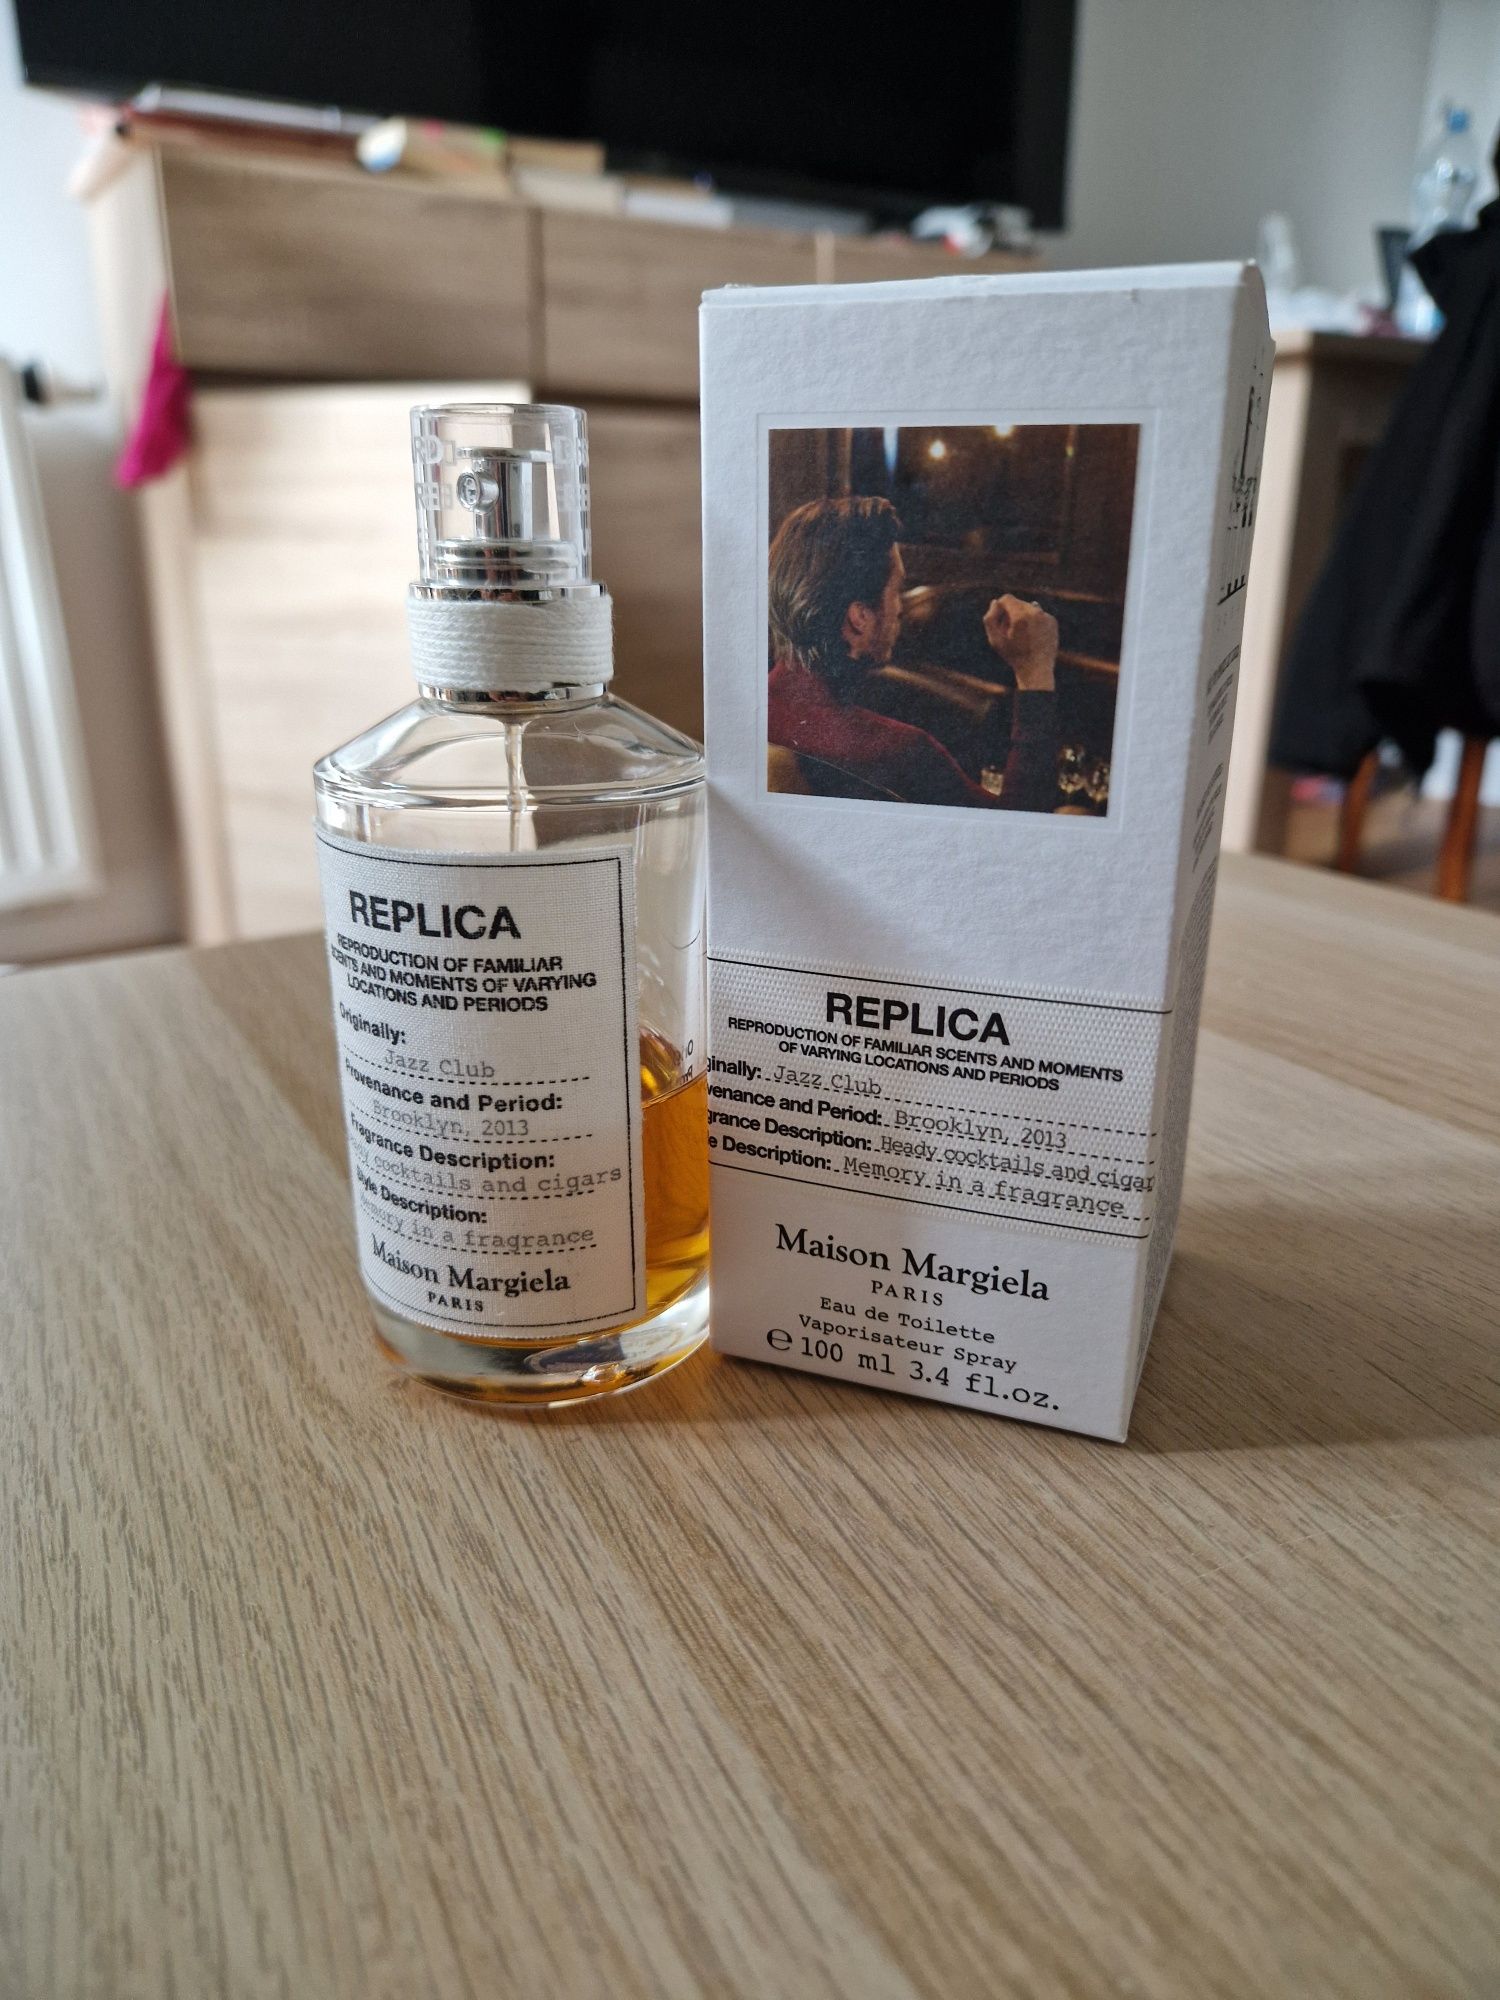 REPLICA
REPRODUCTION OF FAMILIAR
SCENTS AND MOMENTS OF VARYING
LOCATIONS AND PERIODS
Originally:
Jazz Club
Provenance and Period:
Brooklyn, 2013
Fragrance Description:
cocktails and cigars
Style Description:
Memory in a fragrance
Maison Margiela
PARIS
REPLICA
REPRODUCTION OF FAMILIAR SCENTS AND MOMENTS
OF VARYING LOCATIONS AND PERIODS
ginally: Jazz Club
venance and Period: Brooklyn, 2013
grance Description: Heady cocktails and cigar
e Description: Memory in a fragrance
Maison Margiela
PARIS
Eau de Toilette
Vaporisateur Spray
℮ 100 ml 3.4 fl.oz.